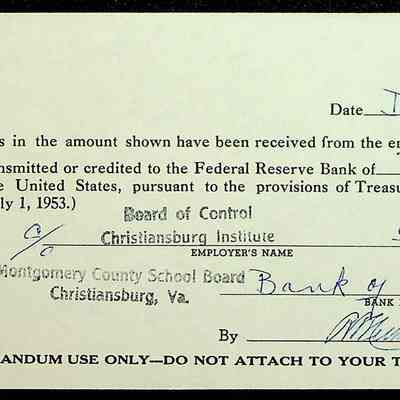 Date
s in the amount shown have been received from the e
nsmitted or credited to the Federal Reserve Bank of
e United States, pursuant to the provisions of Treasu
ly 1, 1953.)
Board of Control
c/o Christiansburg Institute
EMPLOYER'S NAME
Montgomery County School Board
Christiansburg, Va.
Bank of
BANK
By
ANDUM USE ONLY—DO NOT ATTACH TO YOUR T